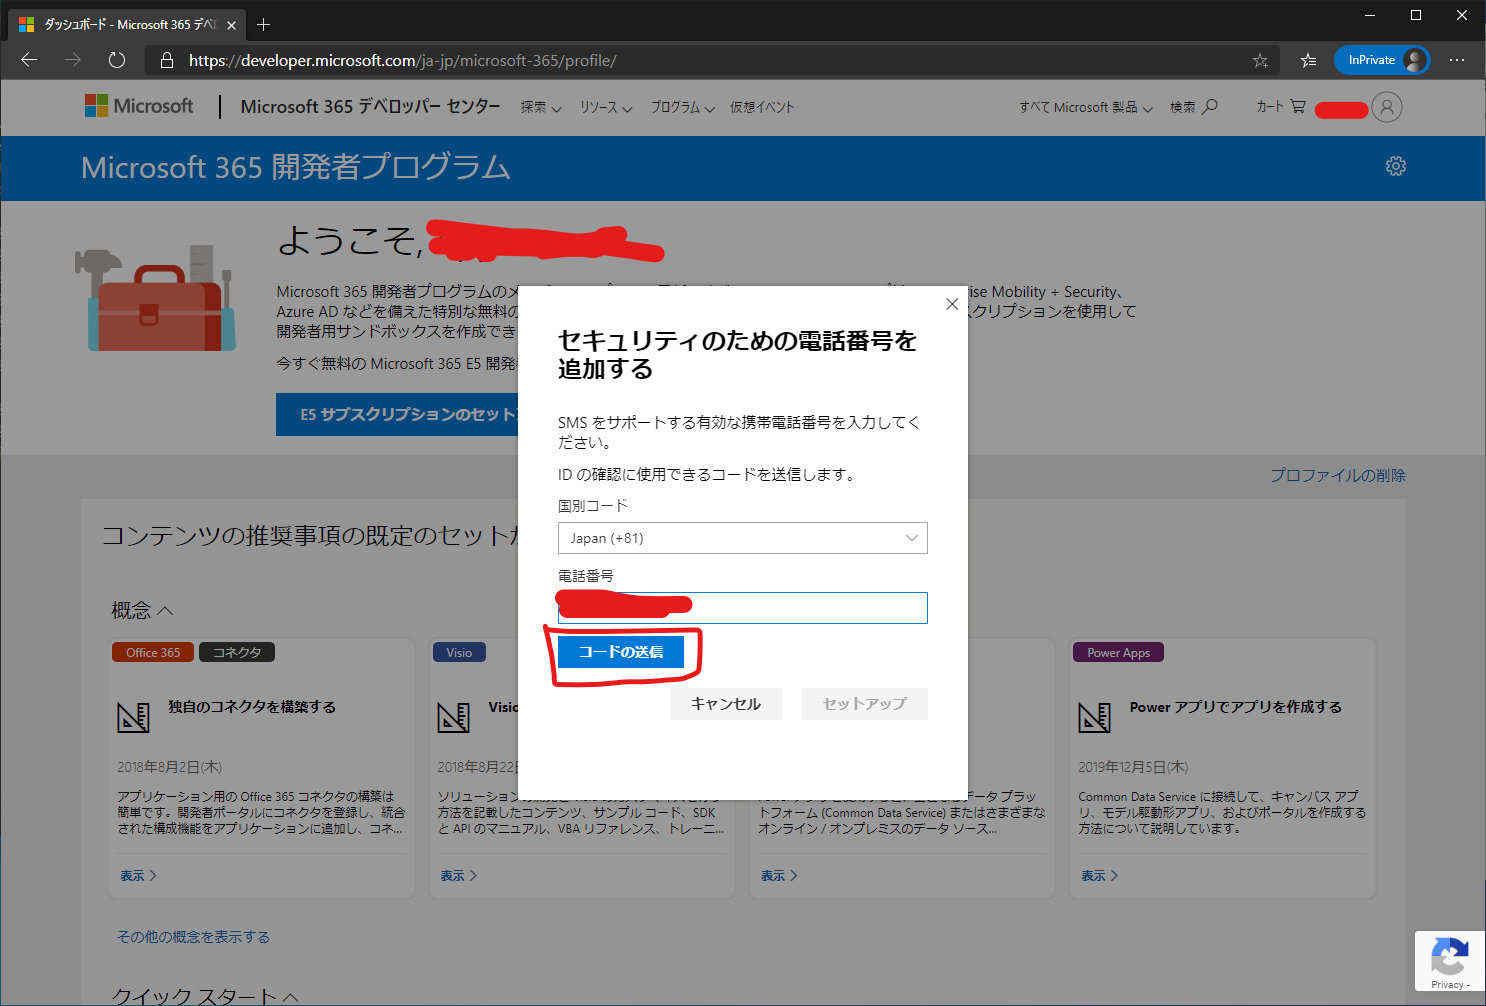 ダッシュボード - Microsoft 365 デベ
https://developer.microsoft.com/ja-jp/microsoft-365/profile/
InPrivate
Microsoft
Microsoft 365 デベロッパー センター
探索
リソース
プログラム
仮想イベント
すべて Microsoft 製品
検索
カート
Microsoft 365 開発者プログラム
ようこそ,
Microsoft 365 開発者プログラムのメ
rise Mobility + Security、
Azure AD などを備えた特別な無料の
スクリプションを使用して
開発者用サンドボックスを作成でき
今すぐ無料の Microsoft 365 E5 開発
E5 サブスクリプションのセット
プロファイルの削除
セキュリティのための電話番号を
追加する
SMS をサポートする有効な携帯電話番号を入力してく
ださい。
ID の確認に使用できるコードを送信します。
国別コード
Japan (+81)
電話番号
コードの送信
キャンセル
セットアップ
コンテンツの推奨事項の既定のセット
概念
Office 365
コネクタ
独自のコネクタを構築する
2018年8月2日(木)
アプリケーション用の Office 365 コネクタの構築は
簡単です。開発者ポータルにコネクタを登録し、統合
された構成機能をアプリケーションに追加し、コネ...
表示
Visio
Visio
2018年8月22日
ソリューション
方法を記載したコンテンツ、サンプル コード、SDK
と API のマニュアル、VBA リファレンス、トレーニ...
表示
トフォーム (Common Data Service) またはさまざまな
オンライン / オンプレミスのデータ ソース...
表示
Power Apps
Power アプリでアプリを作成する
2019年12月5日(木)
Common Data Service に接続して、キャンバス アプ
リ、モデル駆動形アプリ、およびポータルを作成する
方法について説明しています。
表示
その他の概念を表示する
クイック スタート
Privacy -